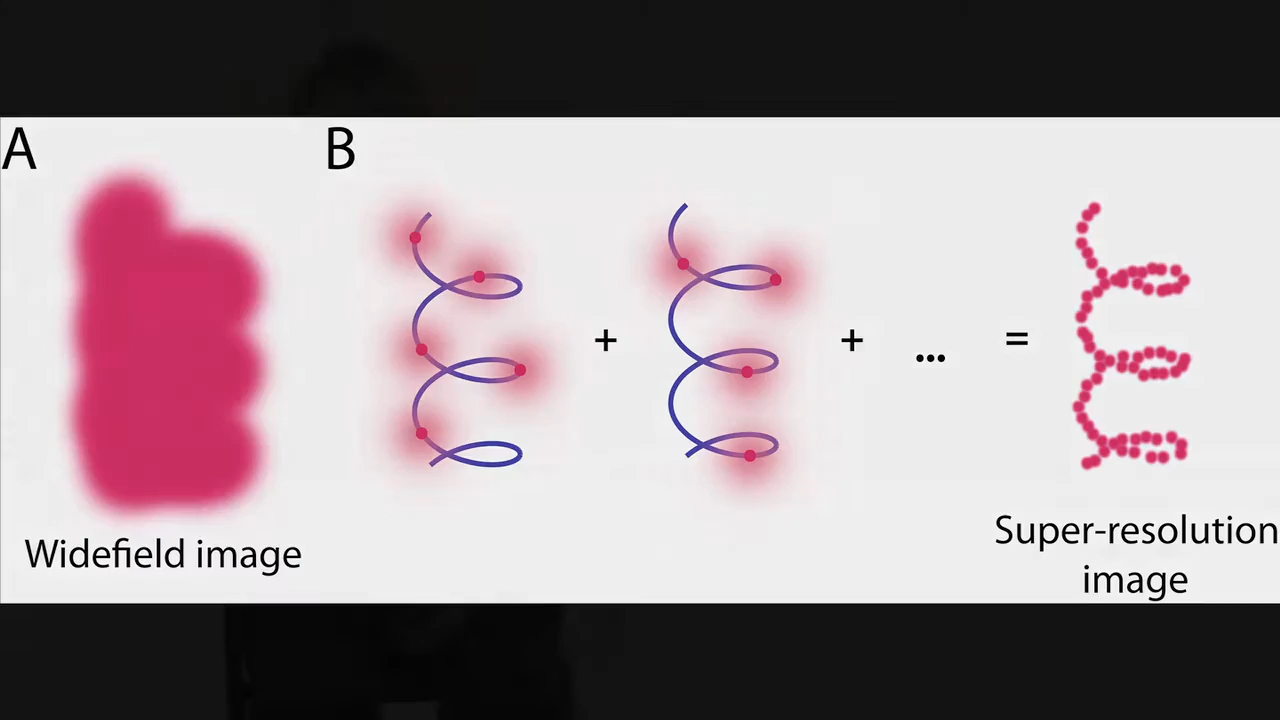 A
B
+
+
...
=
Widefield image
Super-resolution
image